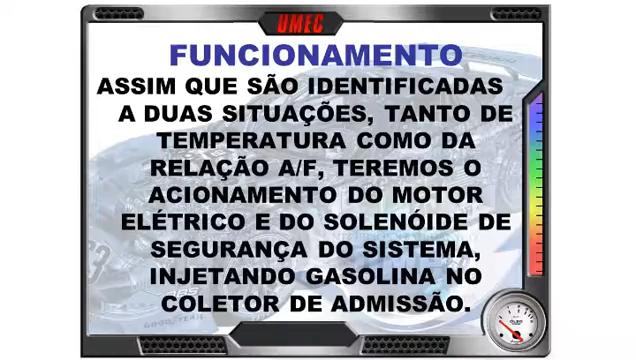 UMEC
FUNCIONAMENTO
ASSIM QUE SÃO IDENTIFICADAS
A DUAS SITUAÇÕES, TANTO DE
TEMPERATURA COMO DA
RELAÇÃO A/F, TEREMOS O
ACIONAMENTO DO MOTOR
ELÉTRICO E DO SOLENÓIDE DE
SEGURANÇA DO SISTEMA,
INJETANDO GASOLINA NO
COLETOR DE ADMISSÃO.